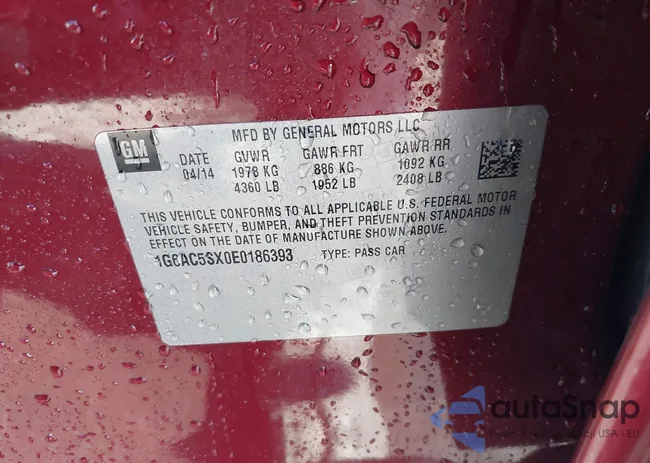 MFD BY GENERAL MOTORS LLC
GM
04/14 GVWR GAWR FRT GAWR RR
1978 KG 886 KG 1092 KG
4360 LB 1952 LB 2408 LB
THIS VEHICLE CONFORMS TO ALL APPLICABLE U.S. FEDERAL MOTOR
VEHICLE SAFETY, BUMPER, AND THEFT PREVENTION STANDARDS IN
EFFECT ON THE DATE OF MANUFACTURE SHOWN ABOVE.
TYPE: PASS CAR
autoSnap
USA · EU